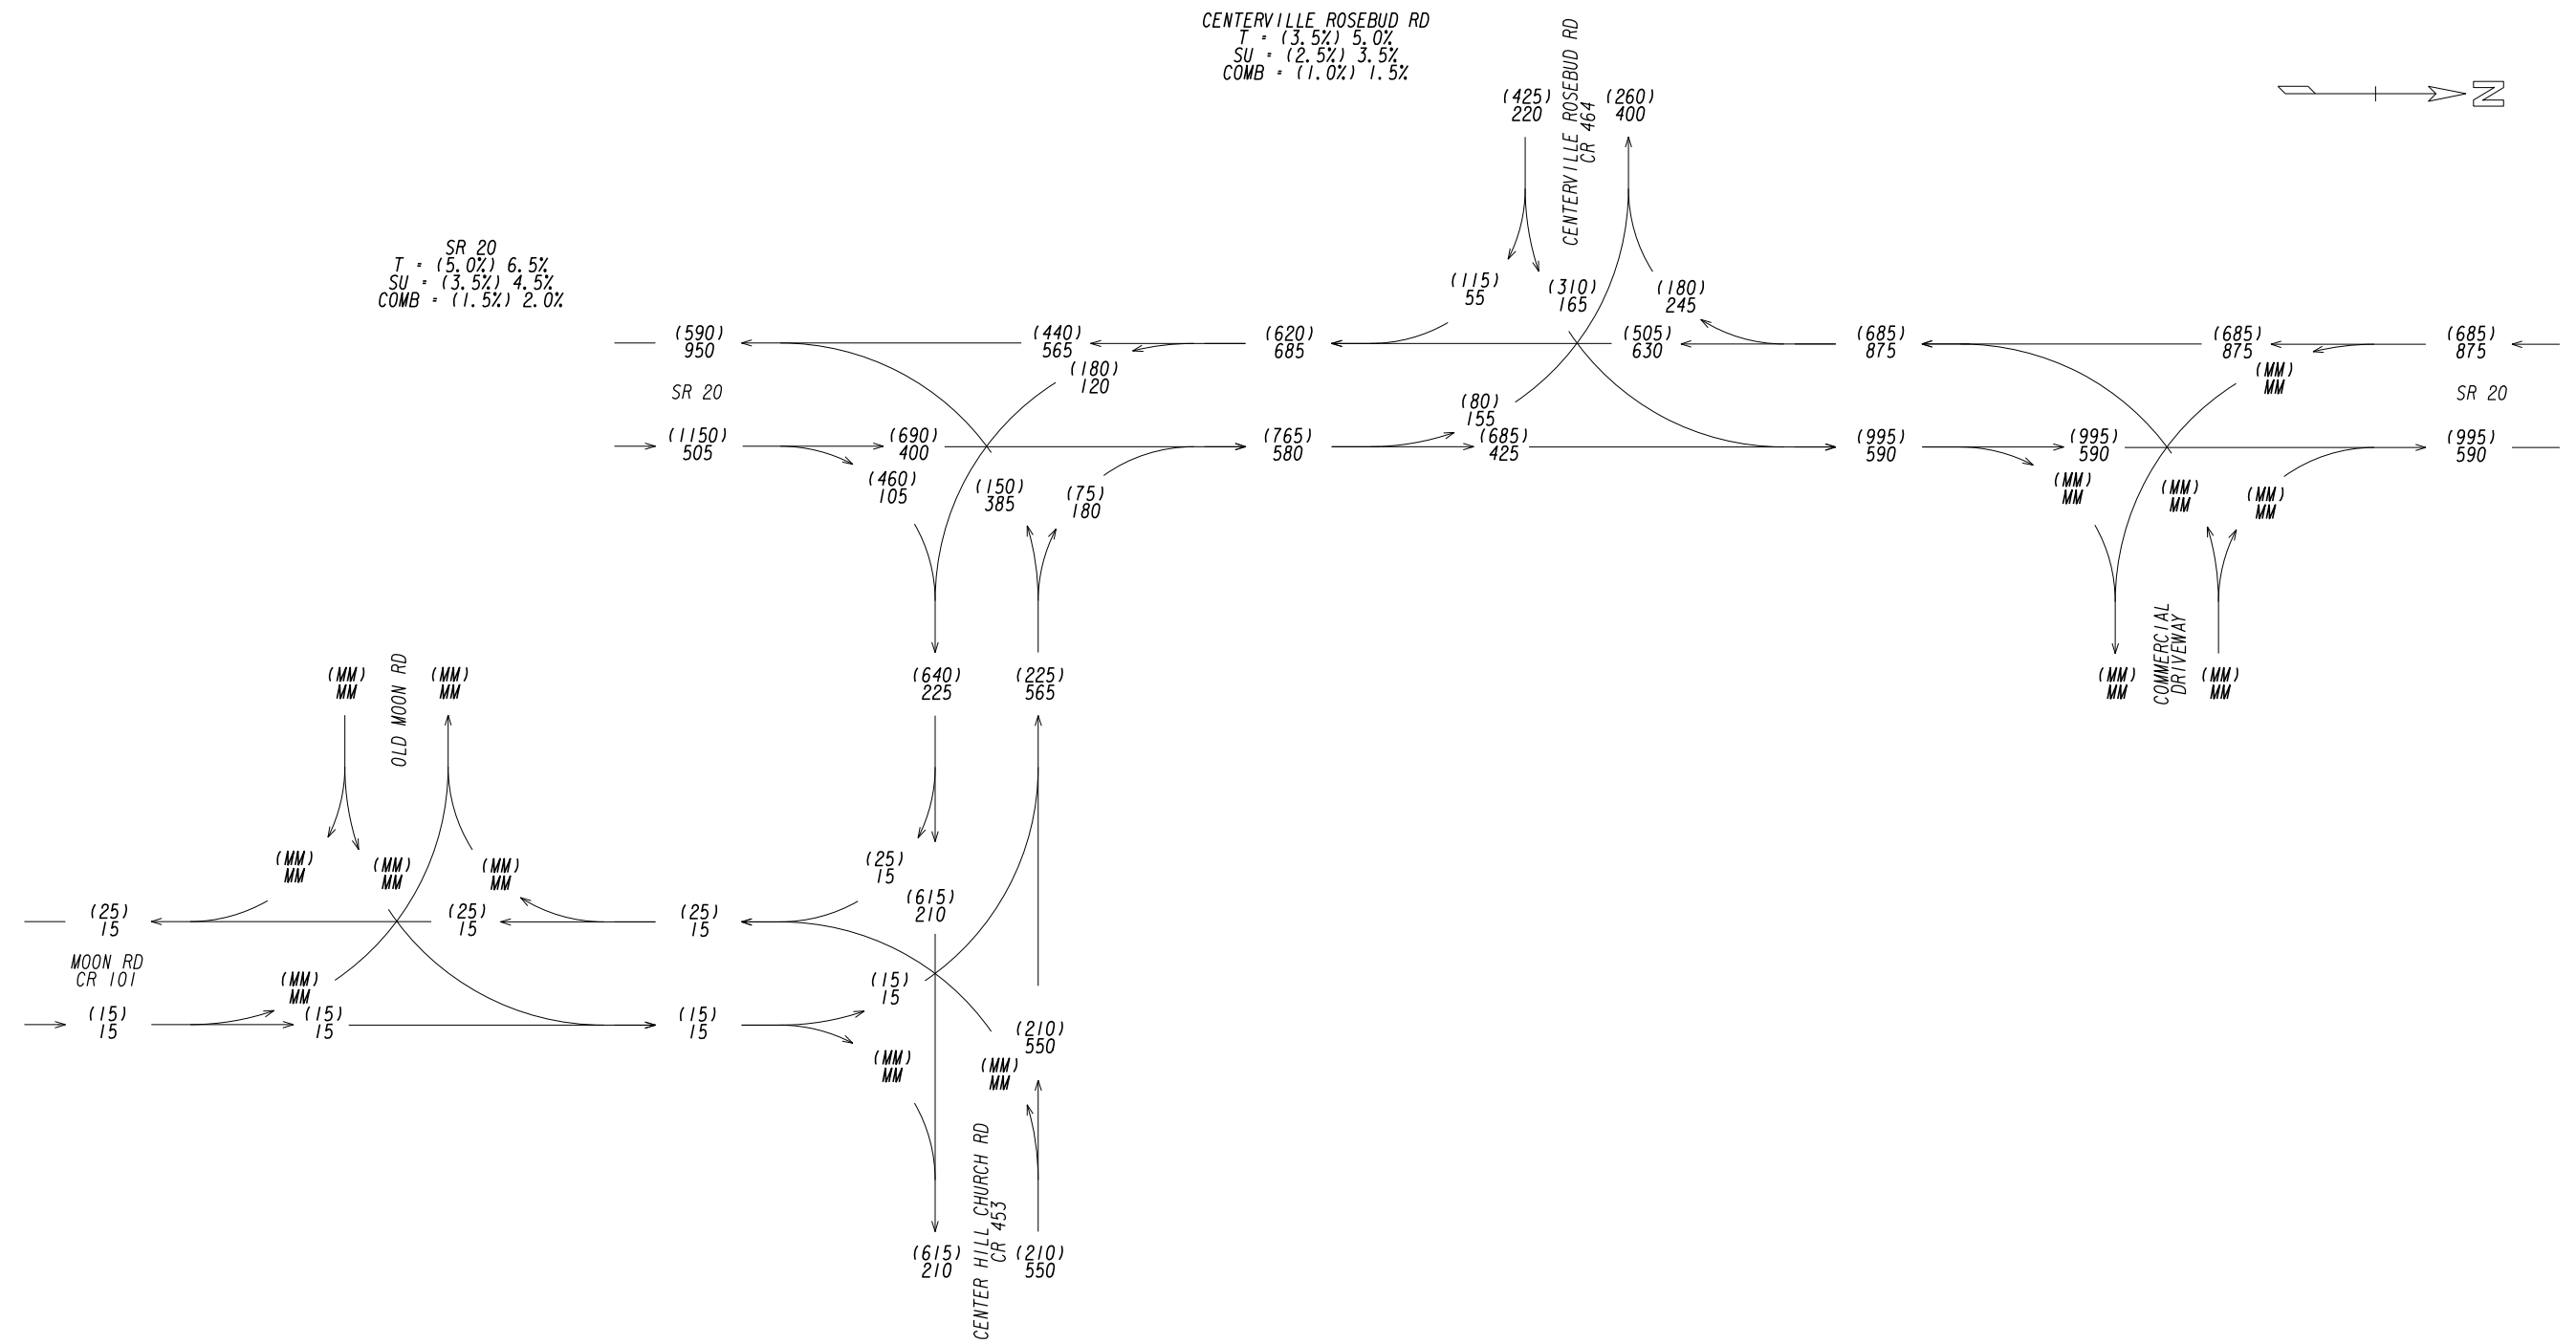 CENTERVILLE ROSEBUD RD
T = (3.5%) 5.0%
SU = (2.5%) 3.5%
COMB = (1.0%) 1.5%
CENTERVILLE ROSEBUD RD
CR 464
(425)
220
(260)
400
N
SR 20
T = (5.0%) 6.5%
SU = (3.5%) 4.5%
COMB = (1.5%) 2.0%
(115)
55
(310)
165
(180)
245
(590)
950
(440)
565
(620)
685
(505)
630
(685)
875
(685)
875
(685)
875
(180)
120
(MM)
MM
SR 20
SR 20
(80)
155
(1150)
505
(690)
400
(765)
580
(685)
425
(995)
590
(995)
590
(995)
590
(460)
105
(150)
385
(75)
180
(MM)
MM
(MM)
MM
(MM)
MM
COMMERCIAL
DRIVEWAY
(MM)
MM
(MM)
MM
(MM)
MM
OLD MOON RD
(MM)
MM
(640)
225
(225)
565
(MM)
MM
(MM)
MM
(MM)
MM
(25)
15
(615)
210
(25)
15
(25)
15
(25)
15
MOON RD
CR 101
(MM)
MM
(15)
15
(15)
15
(15)
15
(15)
15
(210)
550
(MM)
MM
(MM)
MM
CENTER HILL CHURCH RD
CR 453
(615)
210
(210)
550